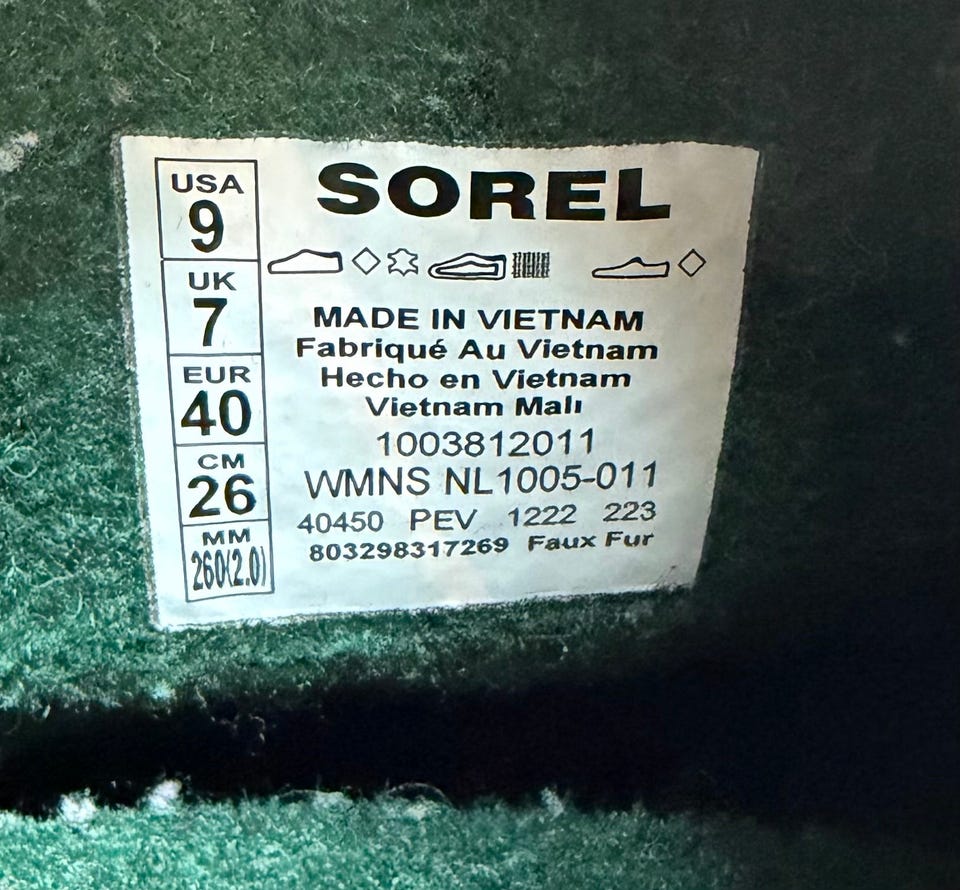 USA
9
UK
7
EUR
40
CM
26
MM
260(2.0)
SOREL
MADE IN VIETNAM
Fabriqué Au Vietnam
Hecho en Vietnam
Vietnam Malı
1003812011
WMNS NL1005-011
40450 PEV 1222 223
803298317269 Faux Fur